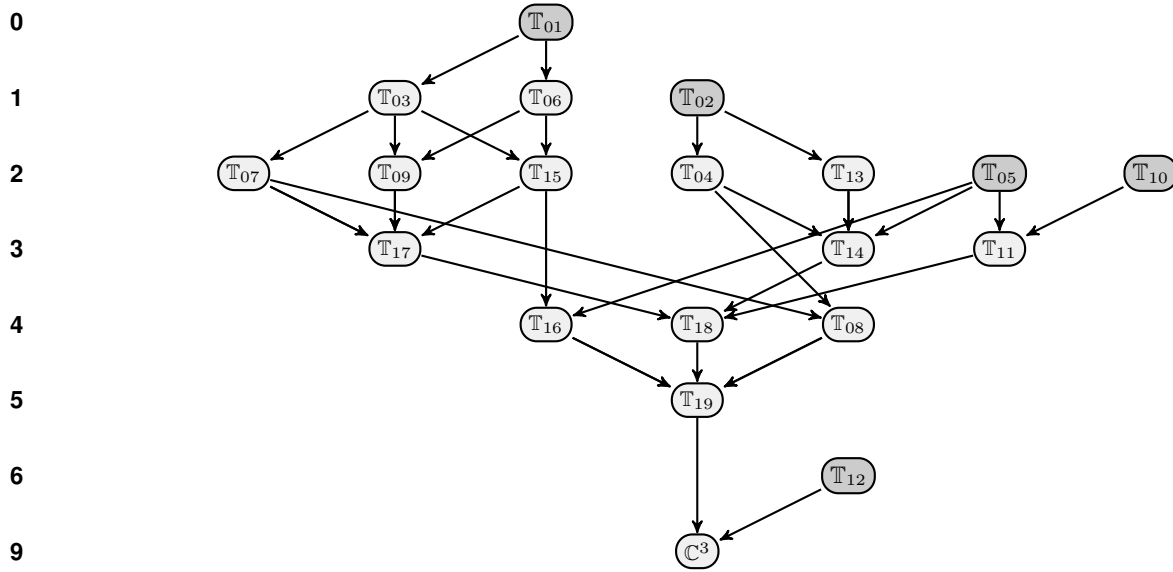 0 𝕋₀₁
1 𝕋₀₃ 𝕋₀₆ 𝕋₀₂
2 𝕋₀₇ 𝕋₀₉ 𝕋₁₅ 𝕋₀₄ 𝕋₁₃ 𝕋₀₅ 𝕋₁₀
3 𝕋₁₇ 𝕋₁₄ 𝕋₁₁
4 𝕋₁₆ 𝕋₁₈ 𝕋₀₈
5 𝕋₁₉
6 𝕋₁₂
9 ℂ³